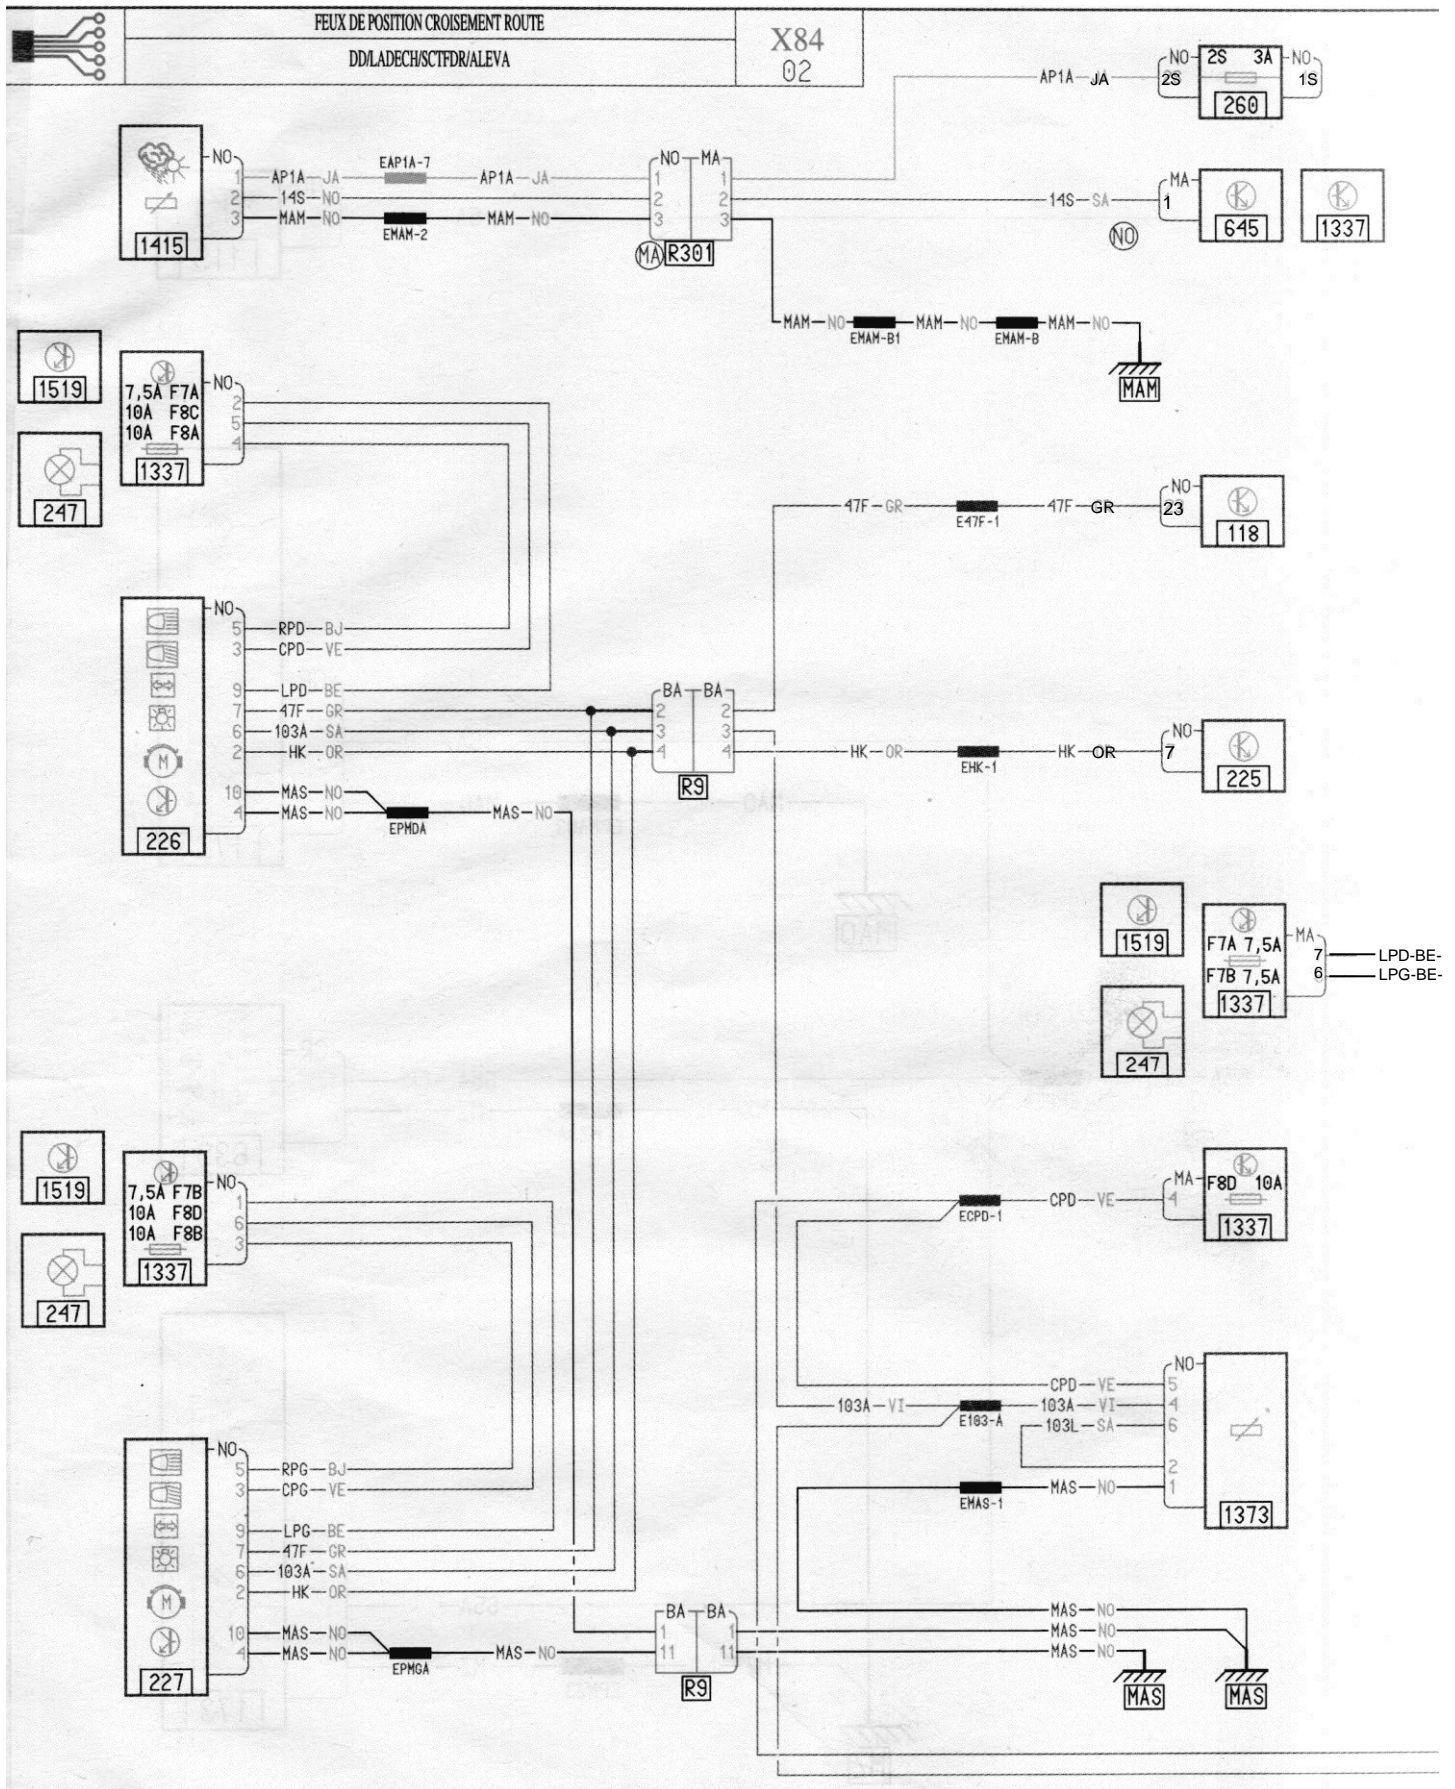 FEUX DE POSITION CROISEMENT ROUTE
DD/LADECH/SCTFDR/ALEVA
X84
02
AP1A JA
NO 2S 3A NO
2S 1S
260
NO
1 AP1A JA EAP1A-7 AP1A JA
2 14S NO
3 MAM NO EMAM-2 MAM NO
1415
NO MA
1 1
2 2
3 3
MA R301
14S SA
MA
1
645
1337
NO
MAM NO EMAM-B1 MAM NO EMAM-B MAM NO
MAM
1519
247
7,5A F7A
10A F8C
10A F8A
1337
NO
2
5
4
47F GR E47F-1 47F GR
NO
23
118
NO
5 RPD BJ
3 CPD VE
9 LPD BE
7 47F GR
6 103A SA
2 HK OR
10 MAS NO
4 MAS NO EPMDA MAS NO
226
BA BA
2 2
3 3
4 4
R9
HK OR EHK-1 HK OR
NO
7
225
1519
247
F7A 7,5A
F7B 7,5A
1337
MA
7 LPD-BE-
6 LPG-BE-
1519
247
7,5A F7B
10A F8D
10A F8B
1337
NO
1
6
3
ECPD-1 CPD VE
MA
4
F8D 10A
1337
NO
CPD VE 5
103A VI E103-A 103A VI 4
103L SA 6
2
EMAS-1 MAS NO 1
1373
NO
5 RPG BJ
3 CPG VE
9 LPG BE
7 47F GR
6 103A SA
2 HK OR
10 MAS NO
4 MAS NO EPMGA MAS NO
227
BA BA
1 1
11 11
R9
MAS NO
MAS NO
MAS NO
MAS
MAS